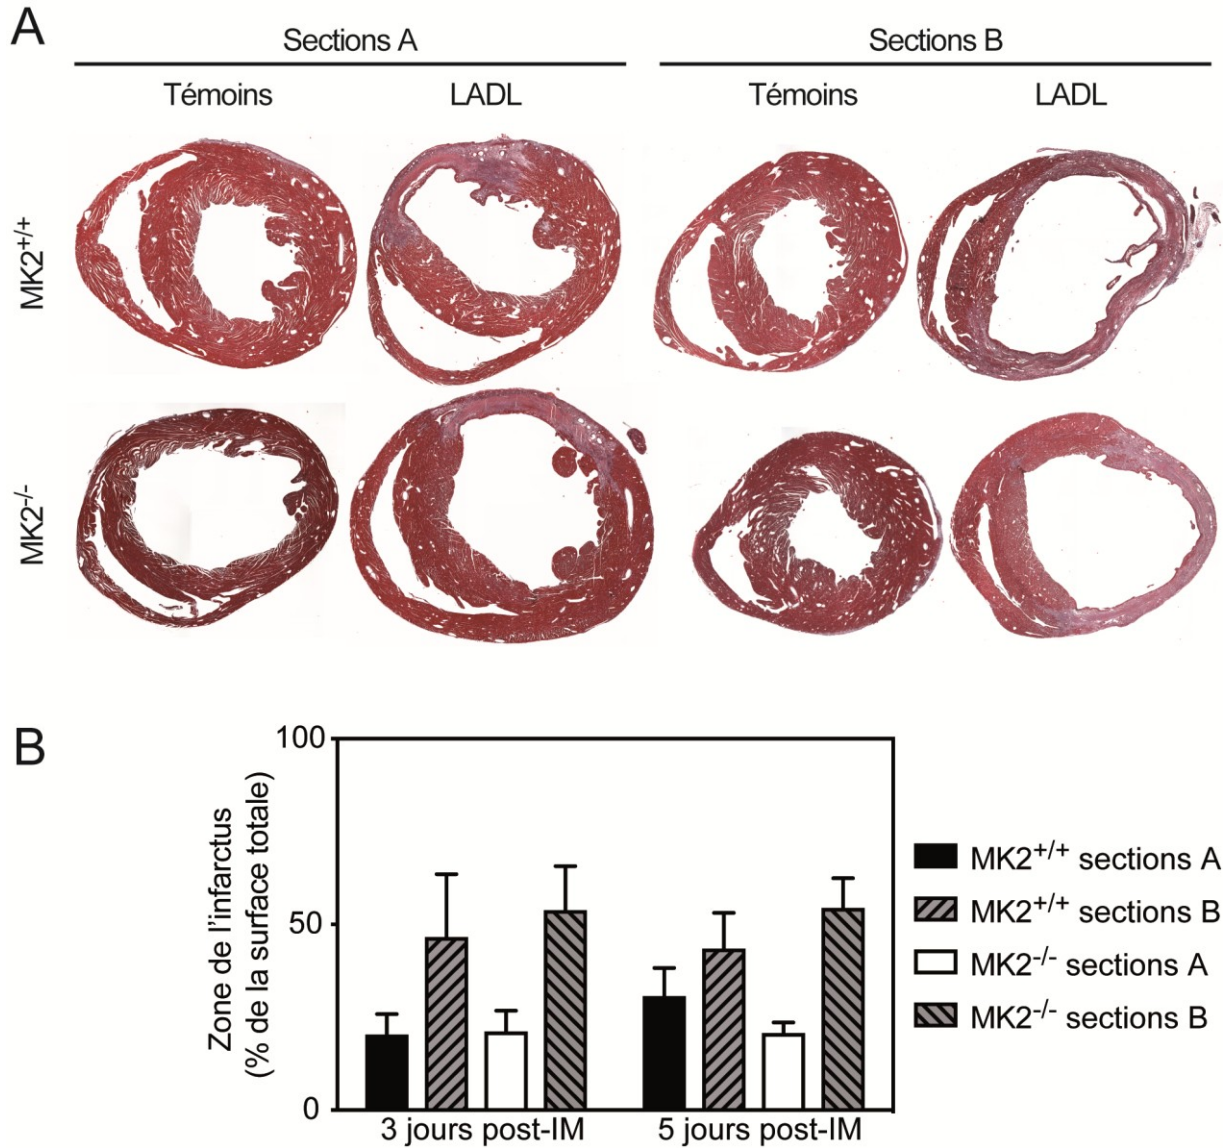 A
Sections A
Sections B
Témoins
LADL
Témoins
LADL
MK2+/+
MK2-/-
B
Zone de l'infarctus
(% de la surface totale)
100
50
0
3 jours post-IM
5 jours post-IM
MK2+/+ sections A
MK2+/+ sections B
MK2-/- sections A
MK2-/- sections B